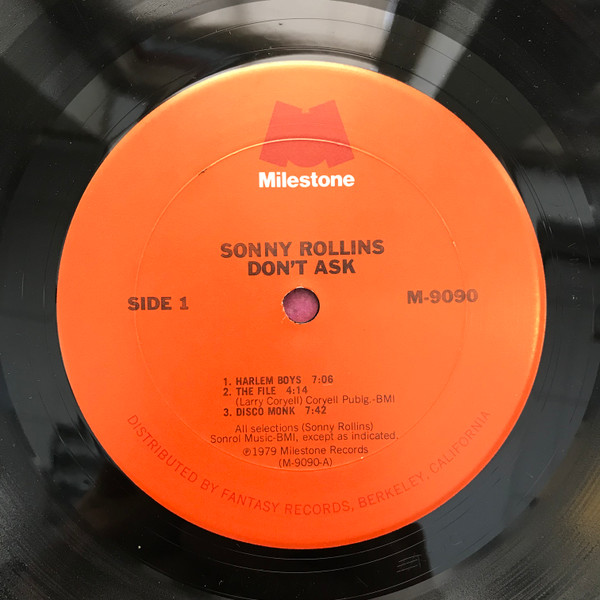 Milestone
SONNY ROLLINS
DON'T ASK
SIDE 1
M-9090
1. HARLEM BOYS 7:06
2. THE FILE 4:14
(Larry Coryell) Coryell Publg.-BMI
3. DISCO MONK 7:42
All selections (Sonny Rollins)
Sonrol Music-BMI, except as indicated.
℗1979 Milestone Records
(M-9090-A)
DISTRIBUTED BY FANTASY RECORDS, BERKELEY, CALIFORNIA